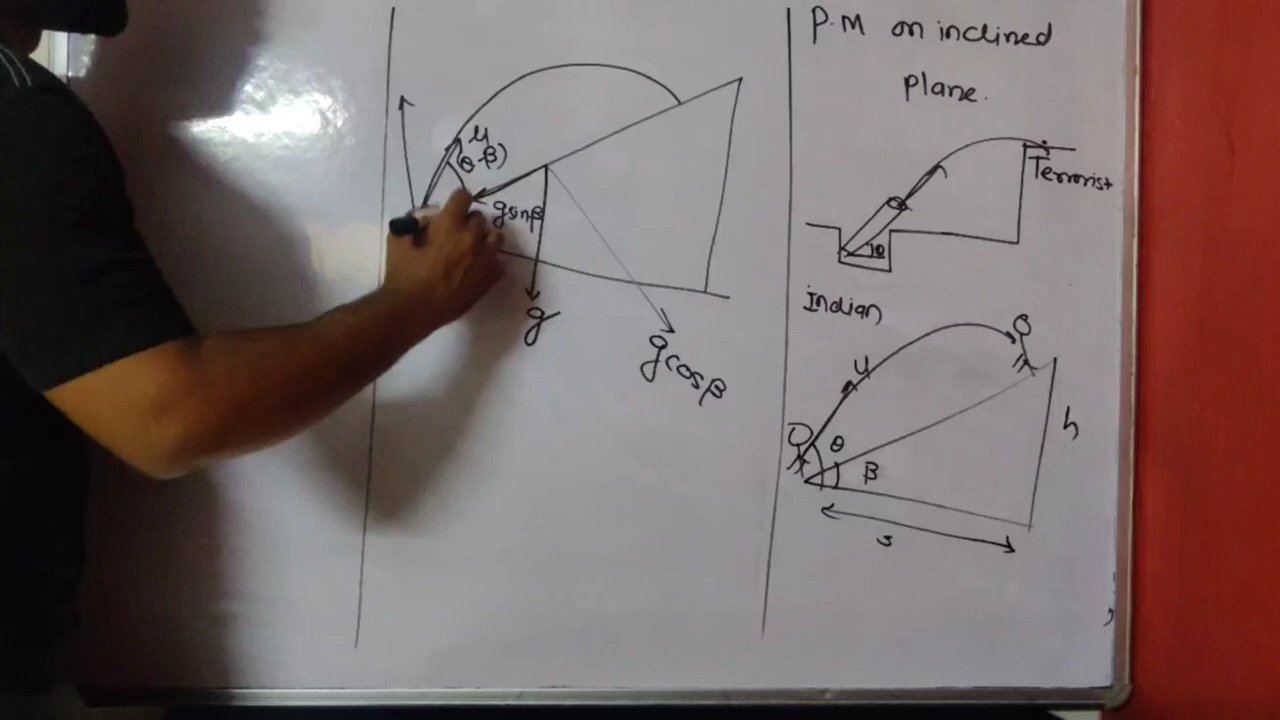 P.M on inclined
plane.
Terrorist
θ
Indian
u
θ
β
h
s
u
(θ-β)
gsinβ
g
gcosβ